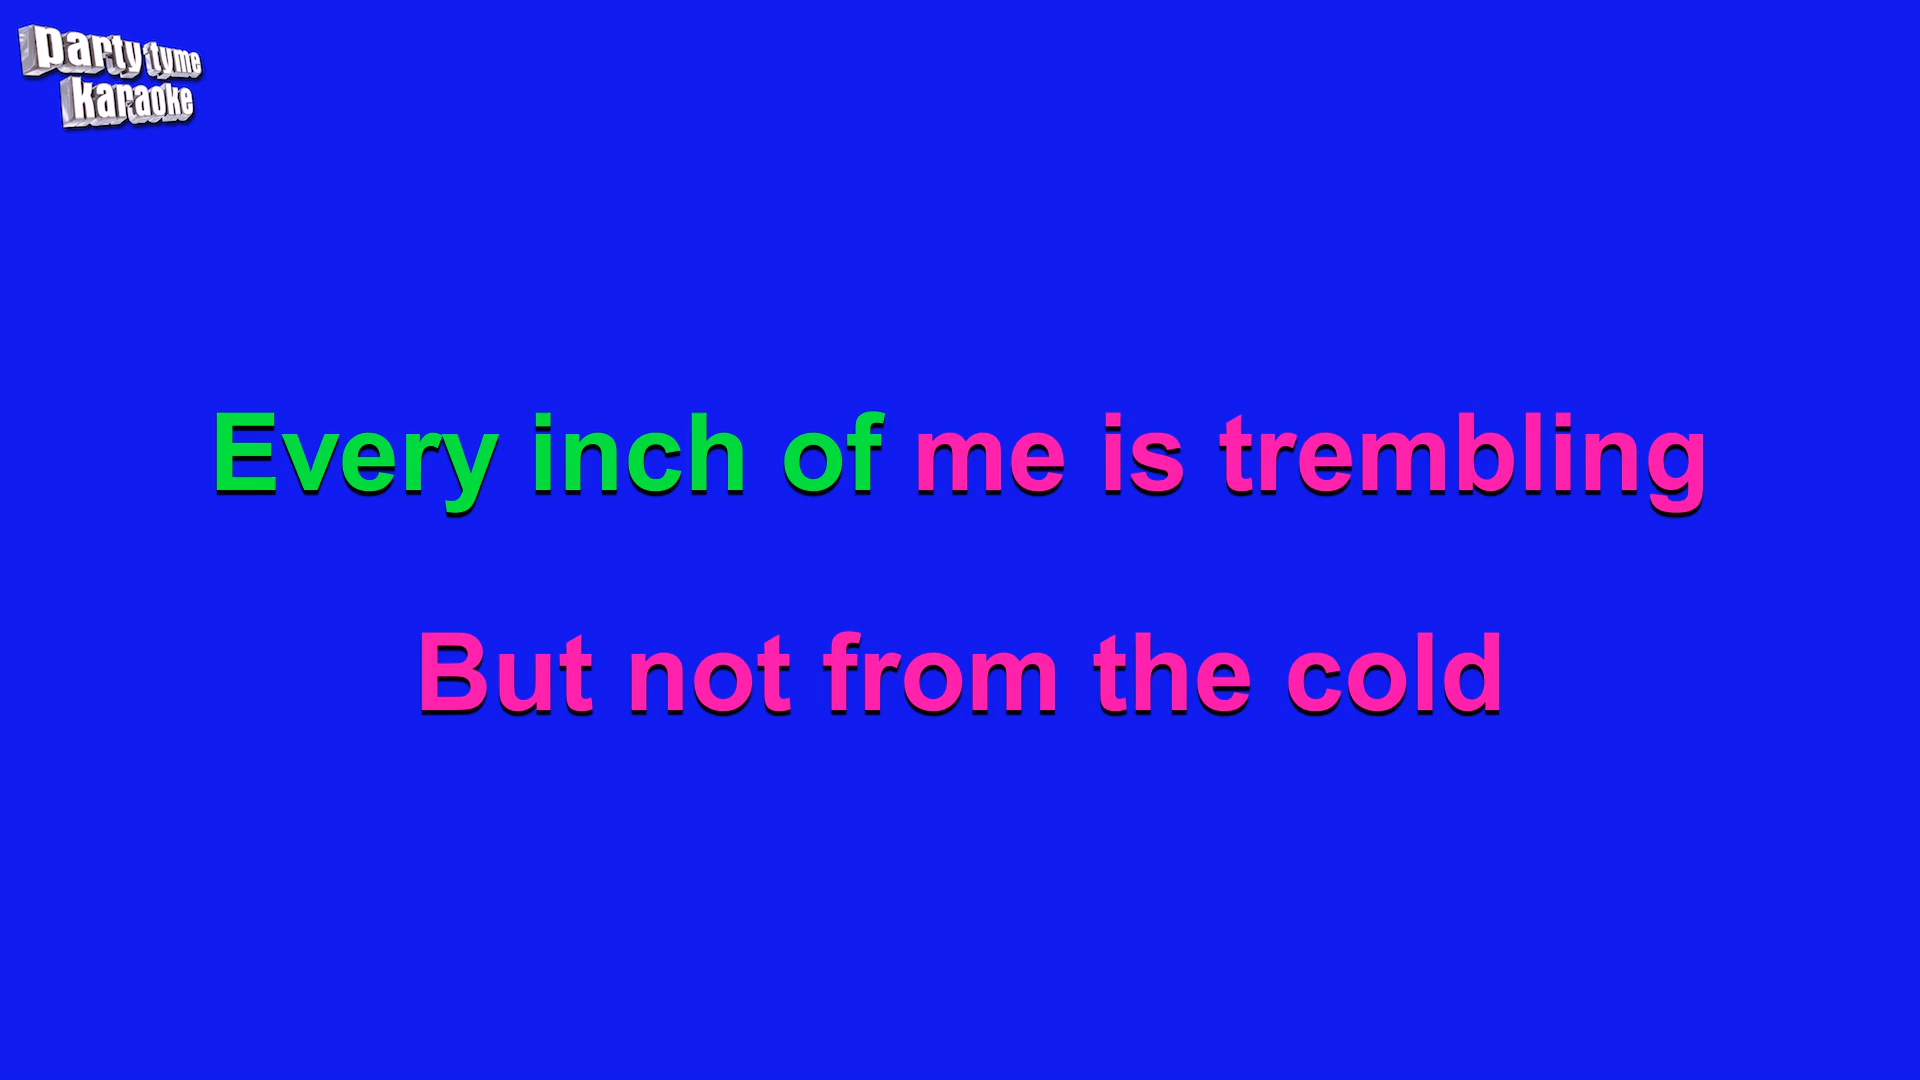 party tyme
karaoke
Every inch of me is trembling
But not from the cold